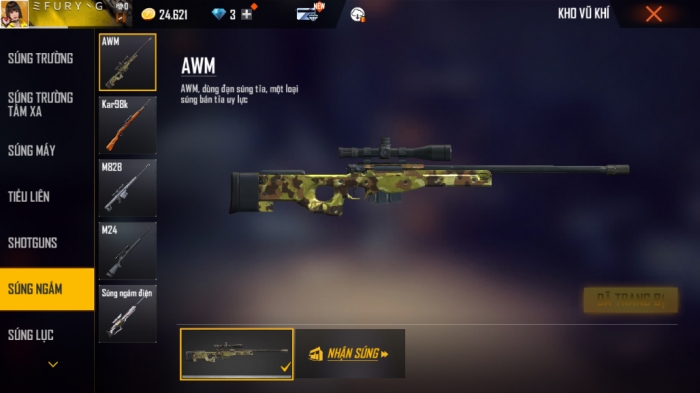 FURY G
24.621
3
NEW
KHO VŨ KHÍ
SÚNG TRƯỜNG
SÚNG TRƯỜNG
TẦM XA
SÚNG MÁY
TIỂU LIÊN
SHOTGUNS
SÚNG NGẮM
SÚNG LỤC
AWM
Kar98k
M82B
M24
Súng ngắm điện
AWM
AWM, dùng đạn súng tỉa, một loại
súng bắn tỉa uy lực
ĐÃ TRANG BỊ
NHẬN SÚNG